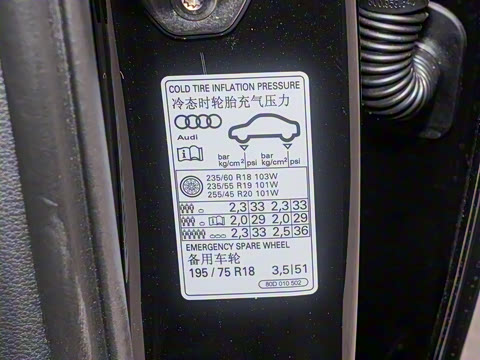 COLD TIRE INFLATION PRESSURE
冷态时轮胎充气压力
Audi
bar kg/cm² psi bar kg/cm² psi
235/60 R18 103W
235/55 R19 101W
255/45 R20 101W
2,3 33 2,3 33
2,0 29 2,0 29
2,3 33 2,5 36
EMERGENCY SPARE WHEEL
备用车轮
195 / 75 R18 3,5 51
80D 010 502